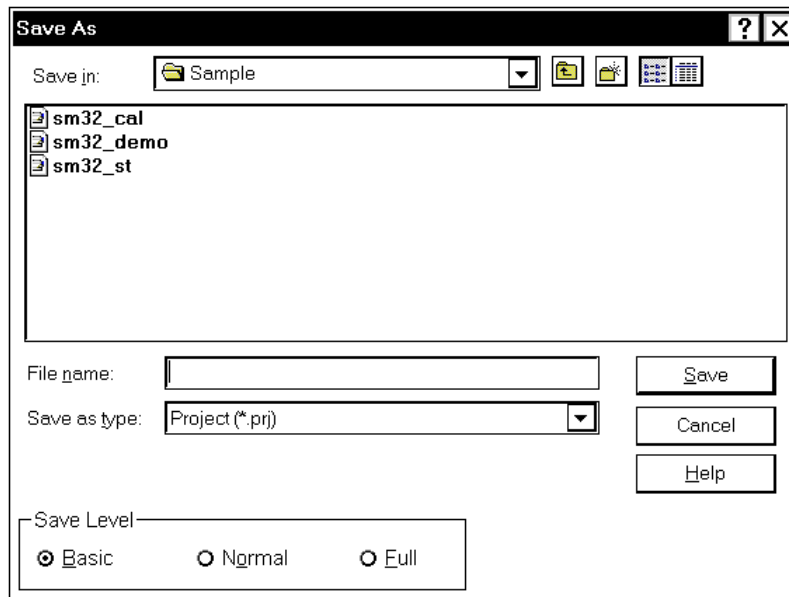 Save As
Save in: Sample
sm32_cal
sm32_demo
sm32_st
File name:
Save
Save as type: Project (*.prj)
Cancel
Help
Save Level
Basic Normal Full